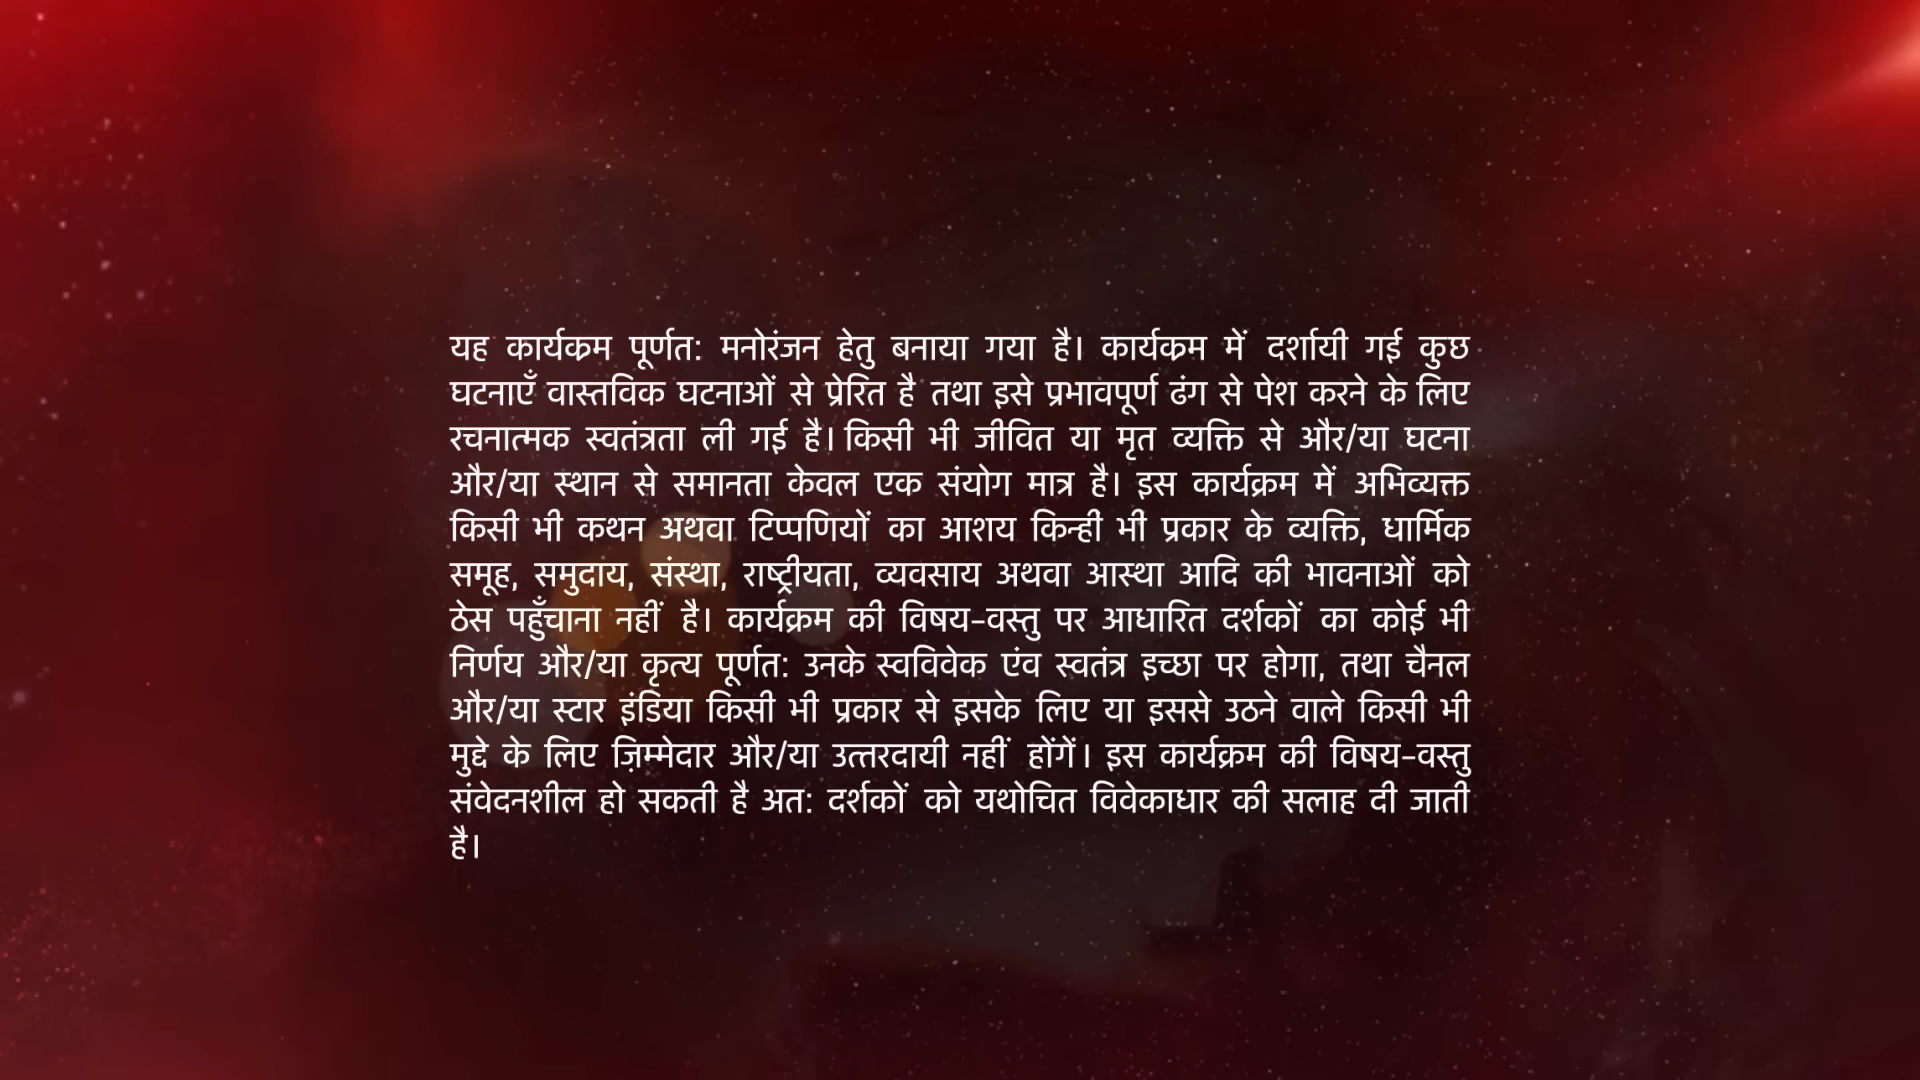 यह कार्यक्रम पूर्णत: मनोरंजन हेतु बनाया गया है। कार्यक्रम में दर्शायी गई कुछ
घटनाएँ वास्तविक घटनाओं से प्रेरित है तथा इसे प्रभावपूर्ण ढंग से पेश करने के लिए
रचनात्मक स्वतंत्रता ली गई है। किसी भी जीवित या मृत व्यक्ति से और/या घटना
और/या स्थान से समानता केवल एक संयोग मात्र है। इस कार्यक्रम में अभिव्यक्त
किसी भी कथन अथवा टिप्पणियों का आशय किन्ही भी प्रकार के व्यक्ति, धार्मिक
समूह, समुदाय, संस्था, राष्ट्रीयता, व्यवसाय अथवा आस्था आदि की भावनाओं को
ठेस पहुँचाना नहीं है। कार्यक्रम की विषय-वस्तु पर आधारित दर्शकों का कोई भी
निर्णय और/या कृत्य पूर्णत: उनके स्वविवेक एंव स्वतंत्र इच्छा पर होगा, तथा चैनल
और/या स्टार इंडिया किसी भी प्रकार से इसके लिए या इससे उठने वाले किसी भी
मुद्दे के लिए ज़िम्मेदार और/या उत्तरदायी नहीं होंगें। इस कार्यक्रम की विषय-वस्तु
संवेदनशील हो सकती है अत: दर्शकों को यथोचित विवेकाधार की सलाह दी जाती
है।